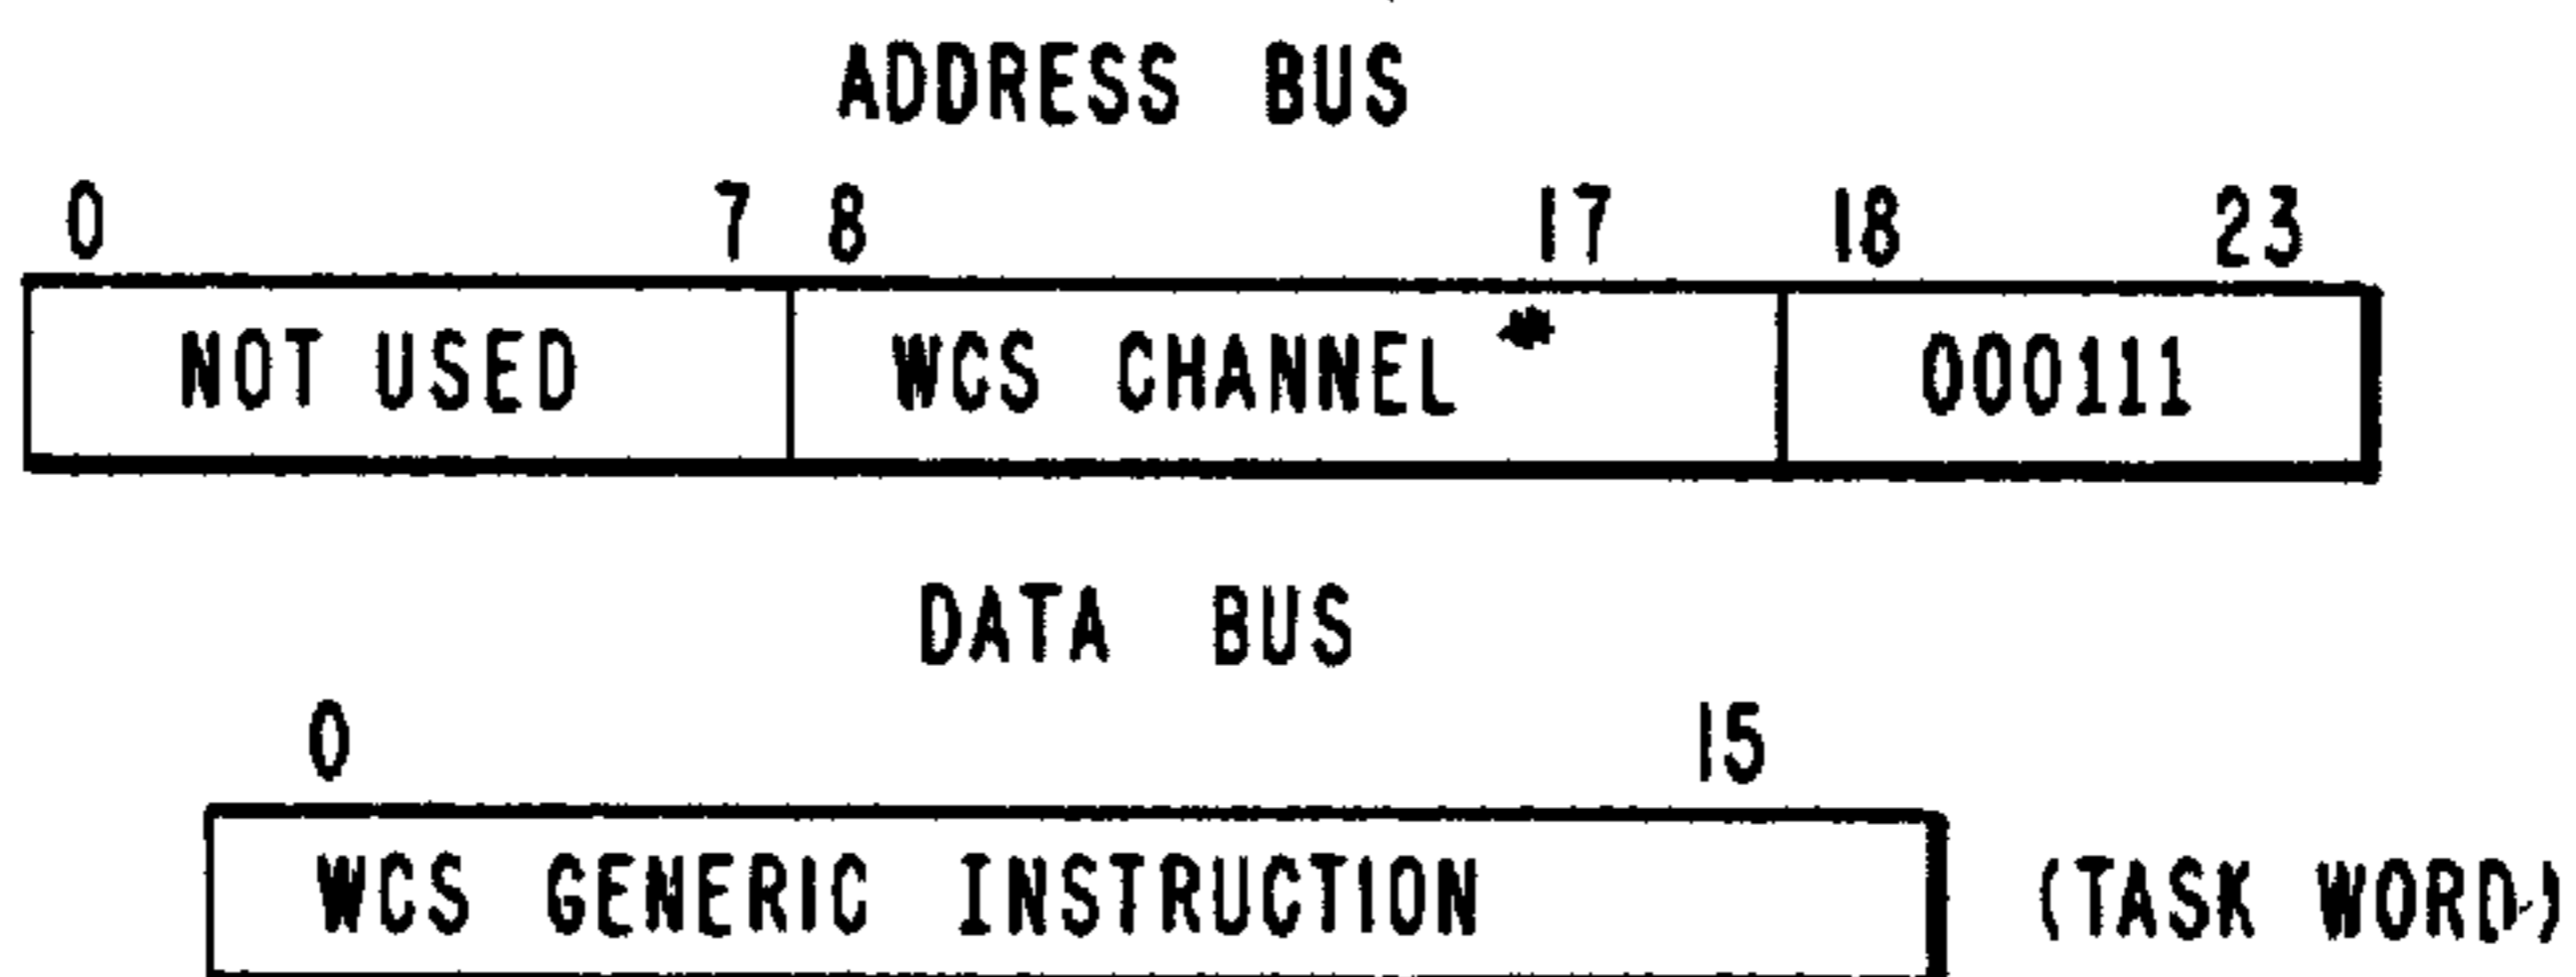 ADDRESS BUS
0 7 8 17 18 23
NOT USED WCS CHANNEL 000111
DATA BUS
0 15
WCS GENERIC INSTRUCTION (TASK WORD)